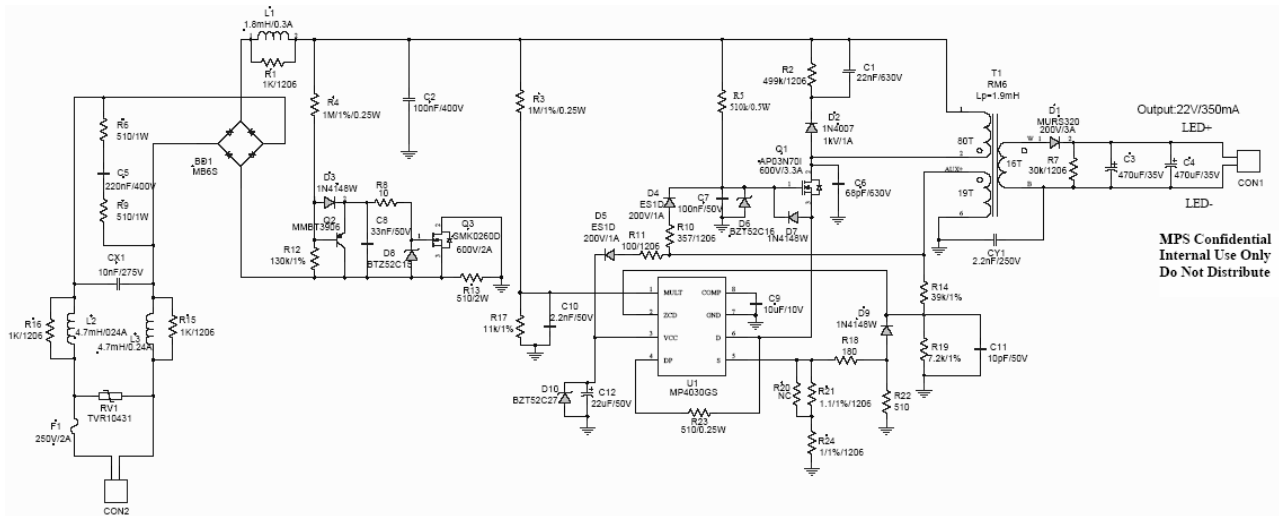 L1
1.8mH/0.3A
R1
1K/1206
R6
510/1W
C5
220nF/400V
R9
510/1W
BD1
MB6S
CX1
10nF/275V
R16
1K/1206
L2
4.7mH/024A
4.7mH/0.24A
L3
R15
1K/1206
RV1
TVR10431
F1
250V/2A
CON2
R4
1M/1%/0.25W
C2
100nF/400V
D3
1N4148W
R8
10
Q2
MMBT3906
C8
33nF/50V
R12
130k/1%
D8
BTZ52C15
Q3
SMK0260D
600V/2A
R13
510/2W
R3
1M/1%/0.25W
R17
11k/1%
C10
2.2nF/50V
R5
510k/0.5W
R2
499k/1206
C1
22nF/630V
D2
1N4007
1kV/1A
Q1
AP03N70I
600V/3.3A
C6
68pF/630V
D4
ES1D
200V/1A
C7
100nF/50V
D6
BZT52C16
D7
1N4148W
D5
ES1D
200V/1A
R11
100/1206
R10
357/1206
1 MULT COMP 8
2 ZCD GND 7
3 VCC D 6
4 DP S 5
U1
MP4030GS
C9
10uF/10V
D9
1N4148W
R18
180
D10
BZT52C27
C12
22uF/50V
R23
510/0.25W
R20
NC
R21
1.1/1%/1206
R22
510
R24
1/1%/1206
R14
39k/1%
R19
7.2k/1%
C11
10pF/50V
T1
RM6
Lp=1.9mH
80T
16T
AUX+
19T
CY1
2.2nF/250V
D1
MURS320
200V/3A
R7
30k/1206
C3
470uF/35V
C4
470uF/35V
Output:22V/350mA
LED+
LED-
CON1
MPS Confidential
Internal Use Only
Do Not Distribute